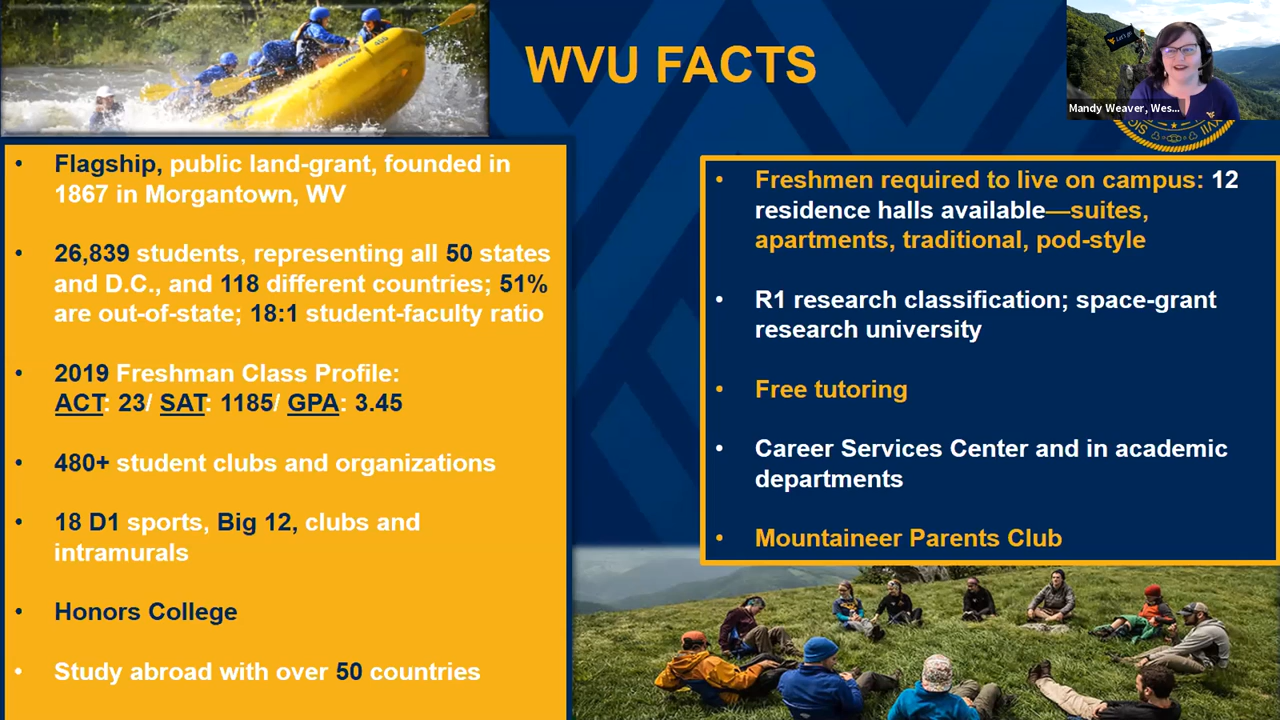 WVU FACTS
Let's go
Mandy Weaver, Wes...
• Flagship, public land-grant, founded in
1867 in Morgantown, WV
• 26,839 students, representing all 50 states
and D.C., and 118 different countries; 51%
are out-of-state; 18:1 student-faculty ratio
• 2019 Freshman Class Profile:
ACT: 23/ SAT: 1185/ GPA: 3.45
• 480+ student clubs and organizations
• 18 D1 sports, Big 12, clubs and
intramurals
• Honors College
• Study abroad with over 50 countries
• Freshmen required to live on campus: 12
residence halls available—suites,
apartments, traditional, pod-style
• R1 research classification; space-grant
research university
• Free tutoring
• Career Services Center and in academic
departments
• Mountaineer Parents Club